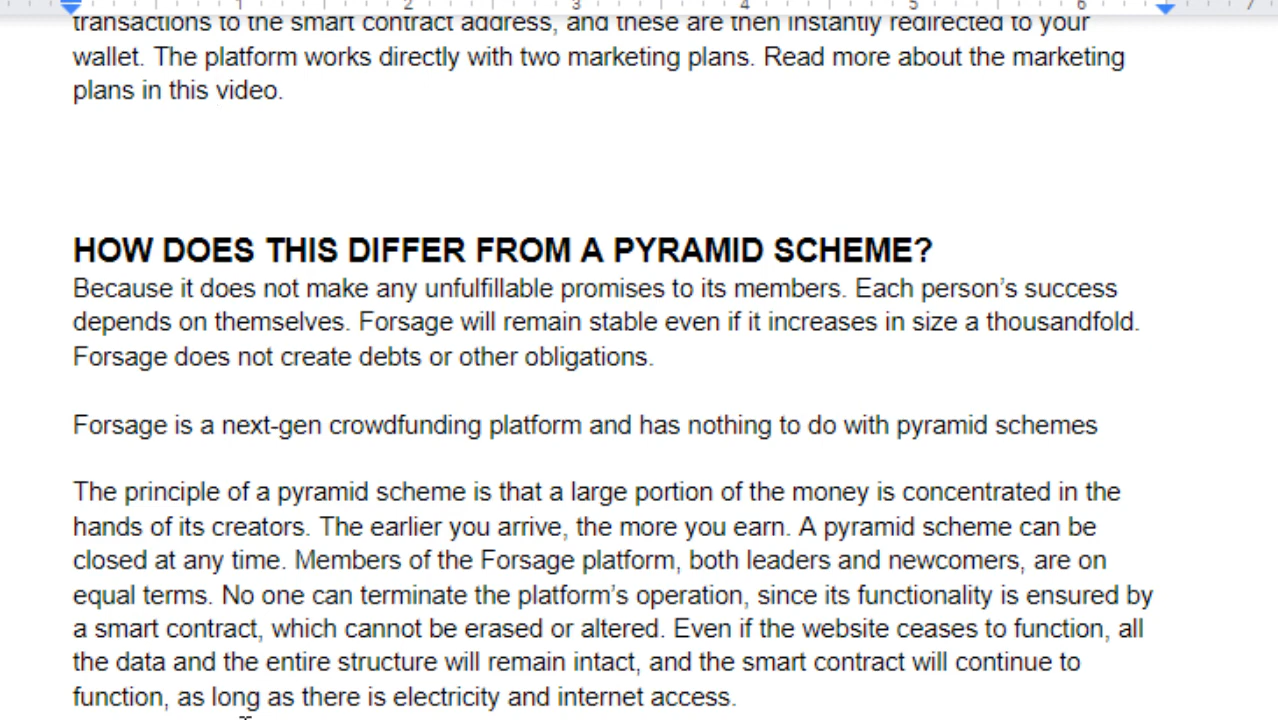 1 2 3 4 5 6 7
transactions to the smart contract address, and these are then instantly redirected to your
wallet. The platform works directly with two marketing plans. Read more about the marketing
plans in this video.
HOW DOES THIS DIFFER FROM A PYRAMID SCHEME?
Because it does not make any unfulfillable promises to its members. Each person’s success
depends on themselves. Forsage will remain stable even if it increases in size a thousandfold.
Forsage does not create debts or other obligations.
Forsage is a next-gen crowdfunding platform and has nothing to do with pyramid schemes
The principle of a pyramid scheme is that a large portion of the money is concentrated in the
hands of its creators. The earlier you arrive, the more you earn. A pyramid scheme can be
closed at any time. Members of the Forsage platform, both leaders and newcomers, are on
equal terms. No one can terminate the platform’s operation, since its functionality is ensured by
a smart contract, which cannot be erased or altered. Even if the website ceases to function, all
the data and the entire structure will remain intact, and the smart contract will continue to
function, as long as there is electricity and internet access.